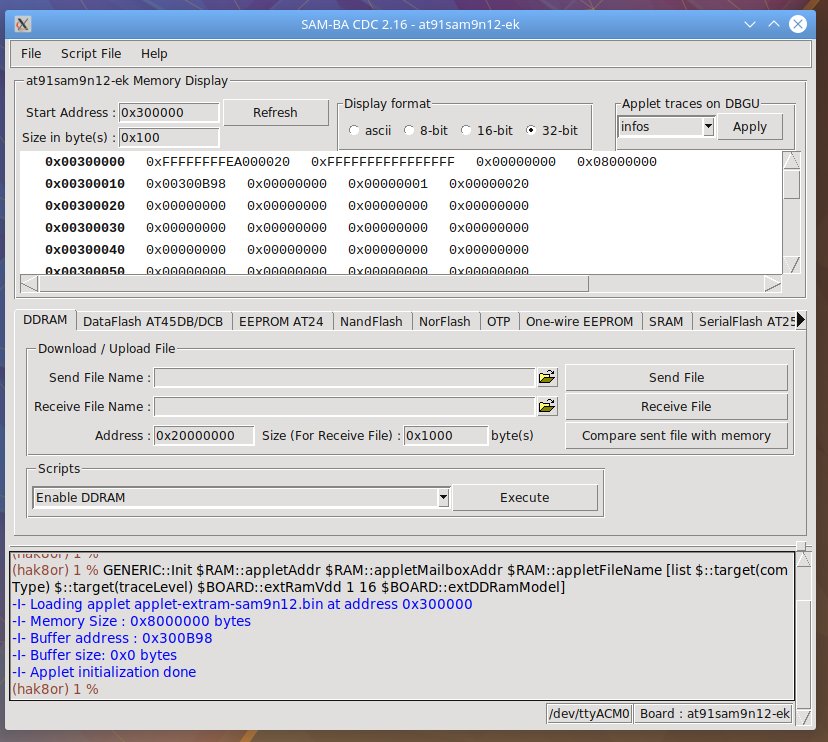 SAM-BA CDC 2.16 - at91sam9n12-ek
File Script File Help
at91sam9n12-ek Memory Display
Start Address : 0x300000 Refresh
Size in byte(s) : 0x100
Display format
ascii 8-bit 16-bit 32-bit
Applet traces on DBGU
infos Apply
0x00300000 0xFFFFFFFFEA000020 0xFFFFFFFFFFFFFFFF 0x00000000 0x08000000
0x00300010 0x00300B98 0x00000000 0x00000001 0x00000020
0x00300020 0x00000000 0x00000000 0x00000000 0x00000000
0x00300030 0x00000000 0x00000000 0x00000000 0x00000000
0x00300040 0x00000000 0x00000000 0x00000000 0x00000000
0x00300050 0x00000000 0x00000000 0x00000000 0x00000000
DDRAM DataFlash AT45DB/DCB EEPROM AT24 NandFlash NorFlash OTP One-wire EEPROM SRAM SerialFlash AT25
Download / Upload File
Send File Name : Send File
Receive File Name : Receive File
Address : 0x20000000 Size (For Receive File) : 0x1000 byte(s) Compare sent file with memory
Scripts
Enable DDRAM Execute
(hak8or) 1 %
(hak8or) 1 % GENERIC::Init $RAM::appletAddr $RAM::appletMailboxAddr $RAM::appletFileName [list $::target(com
Type) $::target(traceLevel) $BOARD::extRamVdd 1 16 $BOARD::extDDRamModel]
-I- Loading applet applet-extram-sam9n12.bin at address 0x300000
-I- Memory Size : 0x8000000 bytes
-I- Buffer address : 0x300B98
-I- Buffer size: 0x0 bytes
-I- Applet initialization done
(hak8or) 1 %
/dev/ttyACM0 Board : at91sam9n12-ek